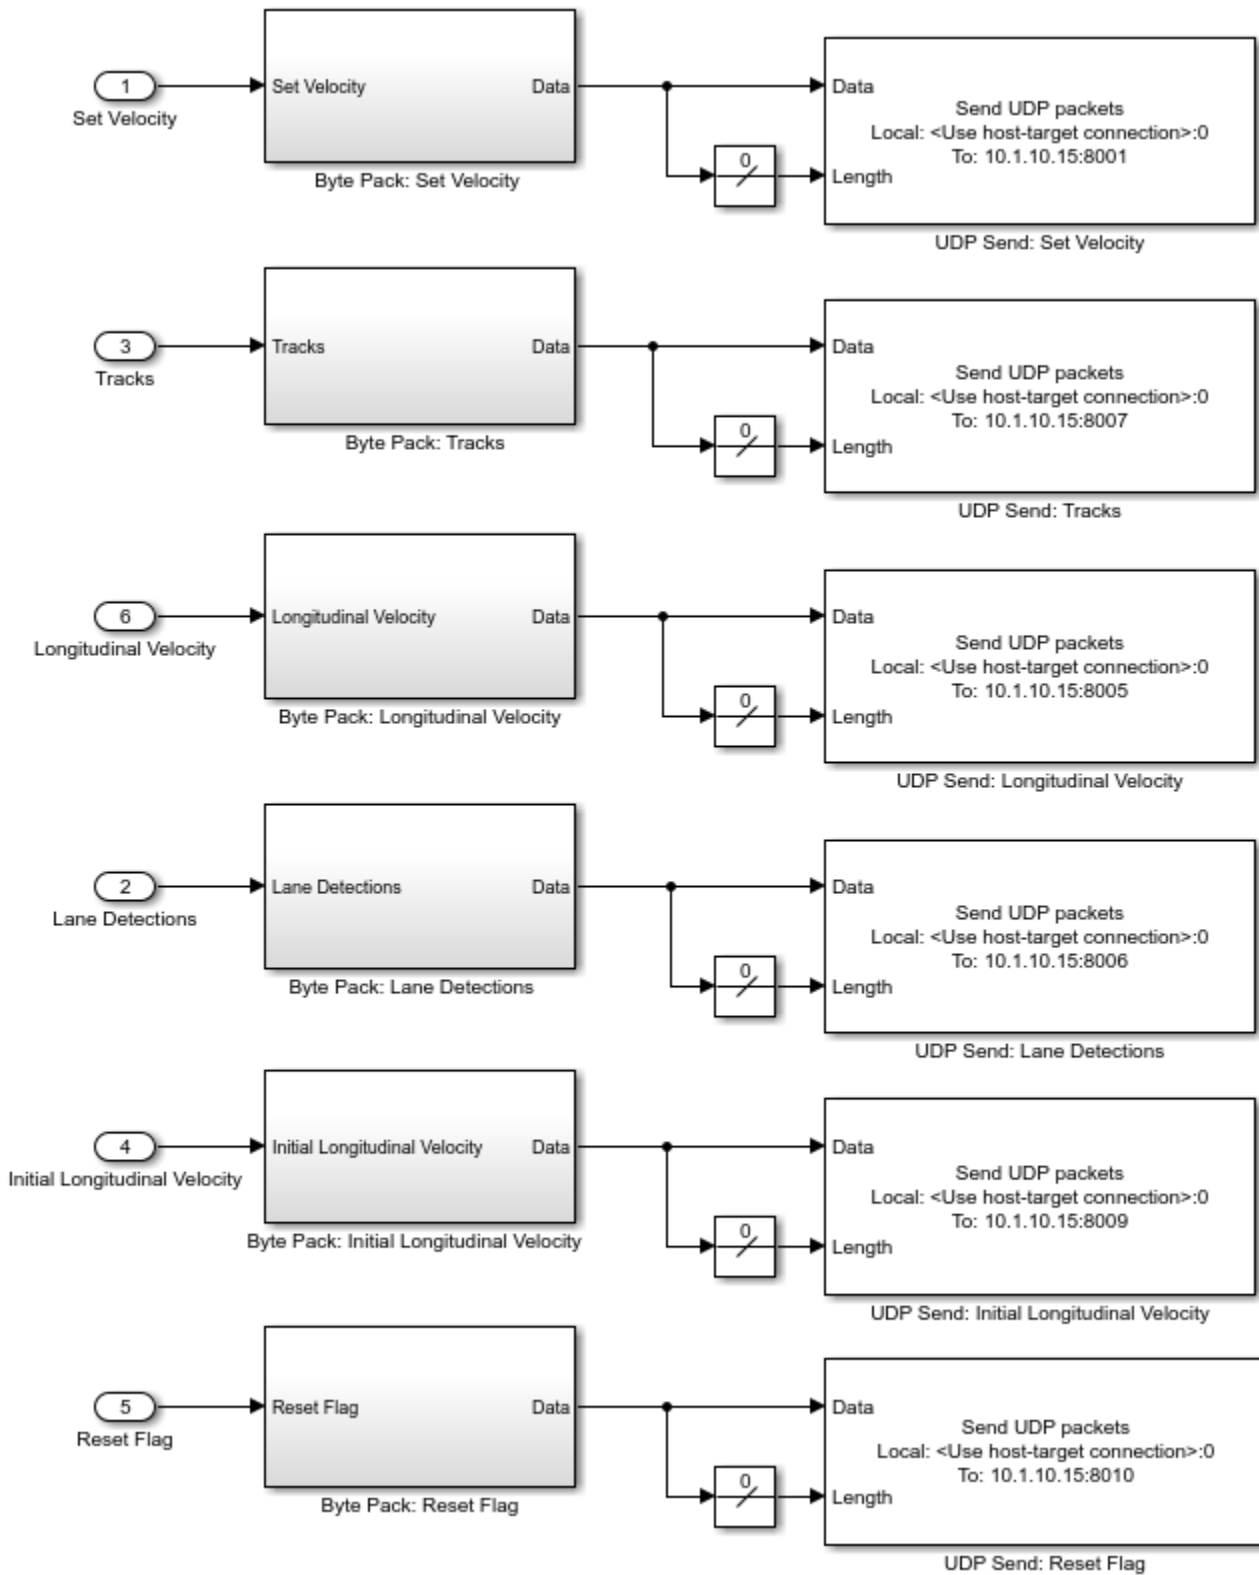 1
Set Velocity
Set Velocity
Data
Byte Pack: Set Velocity
0
Data
Length
Send UDP packets
Local: <Use host-target connection>:0
To: 10.1.10.15:8001
UDP Send: Set Velocity
3
Tracks
Tracks
Data
Byte Pack: Tracks
0
Data
Length
Send UDP packets
Local: <Use host-target connection>:0
To: 10.1.10.15:8007
UDP Send: Tracks
6
Longitudinal Velocity
Longitudinal Velocity
Data
Byte Pack: Longitudinal Velocity
0
Data
Length
Send UDP packets
Local: <Use host-target connection>:0
To: 10.1.10.15:8005
UDP Send: Longitudinal Velocity
2
Lane Detections
Lane Detections
Data
Byte Pack: Lane Detections
0
Data
Length
Send UDP packets
Local: <Use host-target connection>:0
To: 10.1.10.15:8006
UDP Send: Lane Detections
4
Initial Longitudinal Velocity
Initial Longitudinal Velocity
Data
Byte Pack: Initial Longitudinal Velocity
0
Data
Length
Send UDP packets
Local: <Use host-target connection>:0
To: 10.1.10.15:8009
UDP Send: Initial Longitudinal Velocity
5
Reset Flag
Reset Flag
Data
Byte Pack: Reset Flag
0
Data
Length
Send UDP packets
Local: <Use host-target connection>:0
To: 10.1.10.15:8010
UDP Send: Reset Flag